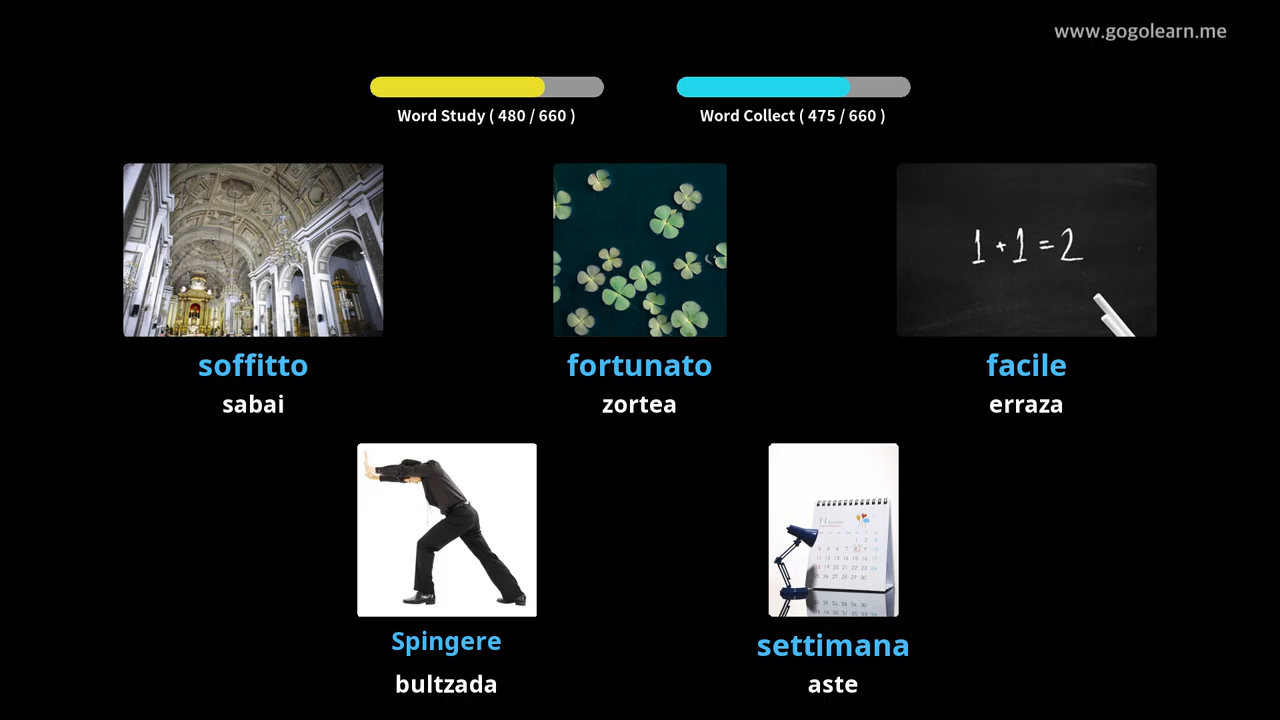 www.gogolearn.me
Word Study ( 480 / 660 )
Word Collect ( 475 / 660 )
1 + 1 = 2
soffitto
fortunato
facile
sabai
zortea
erraza
Spingere
settimana
bultzada
aste